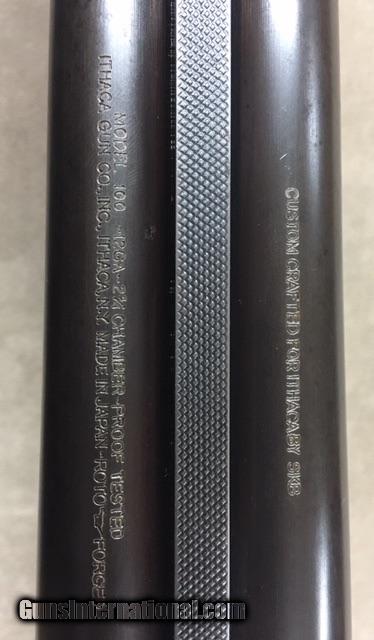 MODEL 100 -12GA-2¾ CHAMBER-PROOF TESTED
ITHACA GUN CO., INC., ITHACA.N.Y. MADE IN JAPAN-ROTO FORGED
CUSTOM CRAFTED FOR ITHACA BY SKB
GunsInternational.com